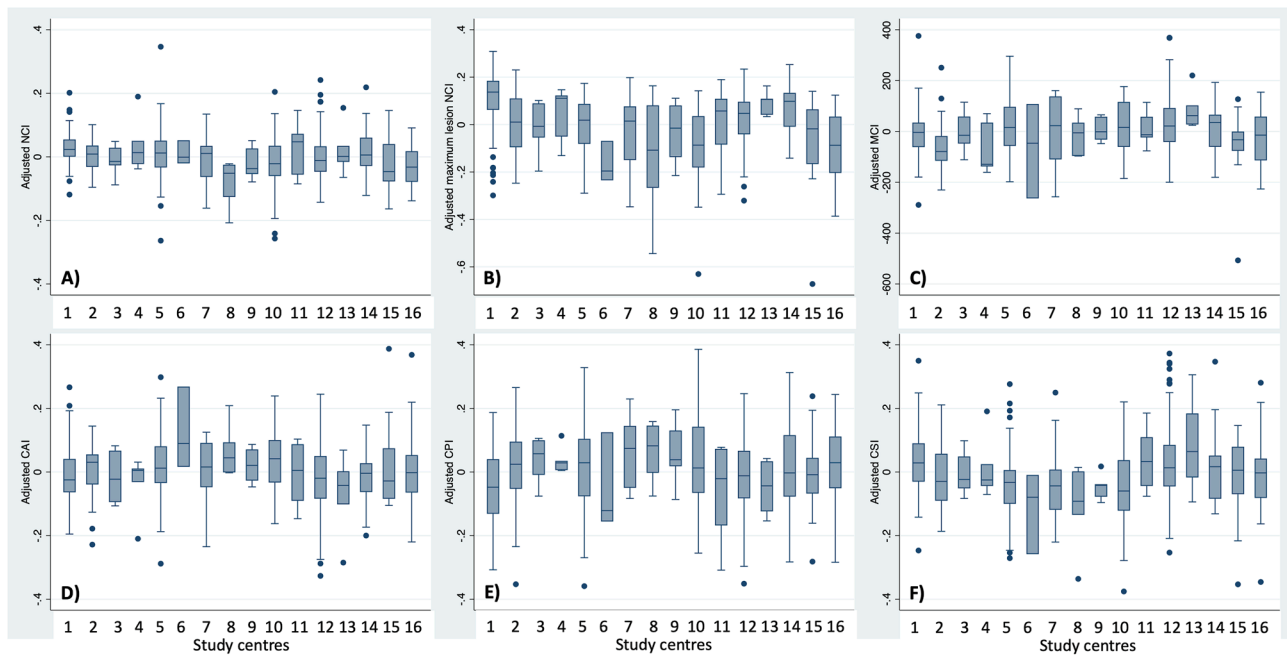 Adjusted NCI
.4
.2
0
-.2
-.4
A)
1 2 3 4 5 6 7 8 9 10 11 12 13 14 15 16
Adjusted maximum lesion NCI
.4
.2
0
-.2
-.4
-.6
B)
1 2 3 4 5 6 7 8 9 10 11 12 13 14 15 16
Adjusted MCI
400
200
0
-200
-400
-600
C)
1 2 3 4 5 6 7 8 9 10 11 12 13 14 15 16
Adjusted CAI
.4
.2
0
-.2
-.4
D)
1 2 3 4 5 6 7 8 9 10 11 12 13 14 15 16
Study centres
Adjusted CPI
.4
.2
0
-.2
-.4
E)
1 2 3 4 5 6 7 8 9 10 11 12 13 14 15 16
Study centres
Adjusted CSI
.4
.2
0
-.2
-.4
F)
1 2 3 4 5 6 7 8 9 10 11 12 13 14 15 16
Study centres